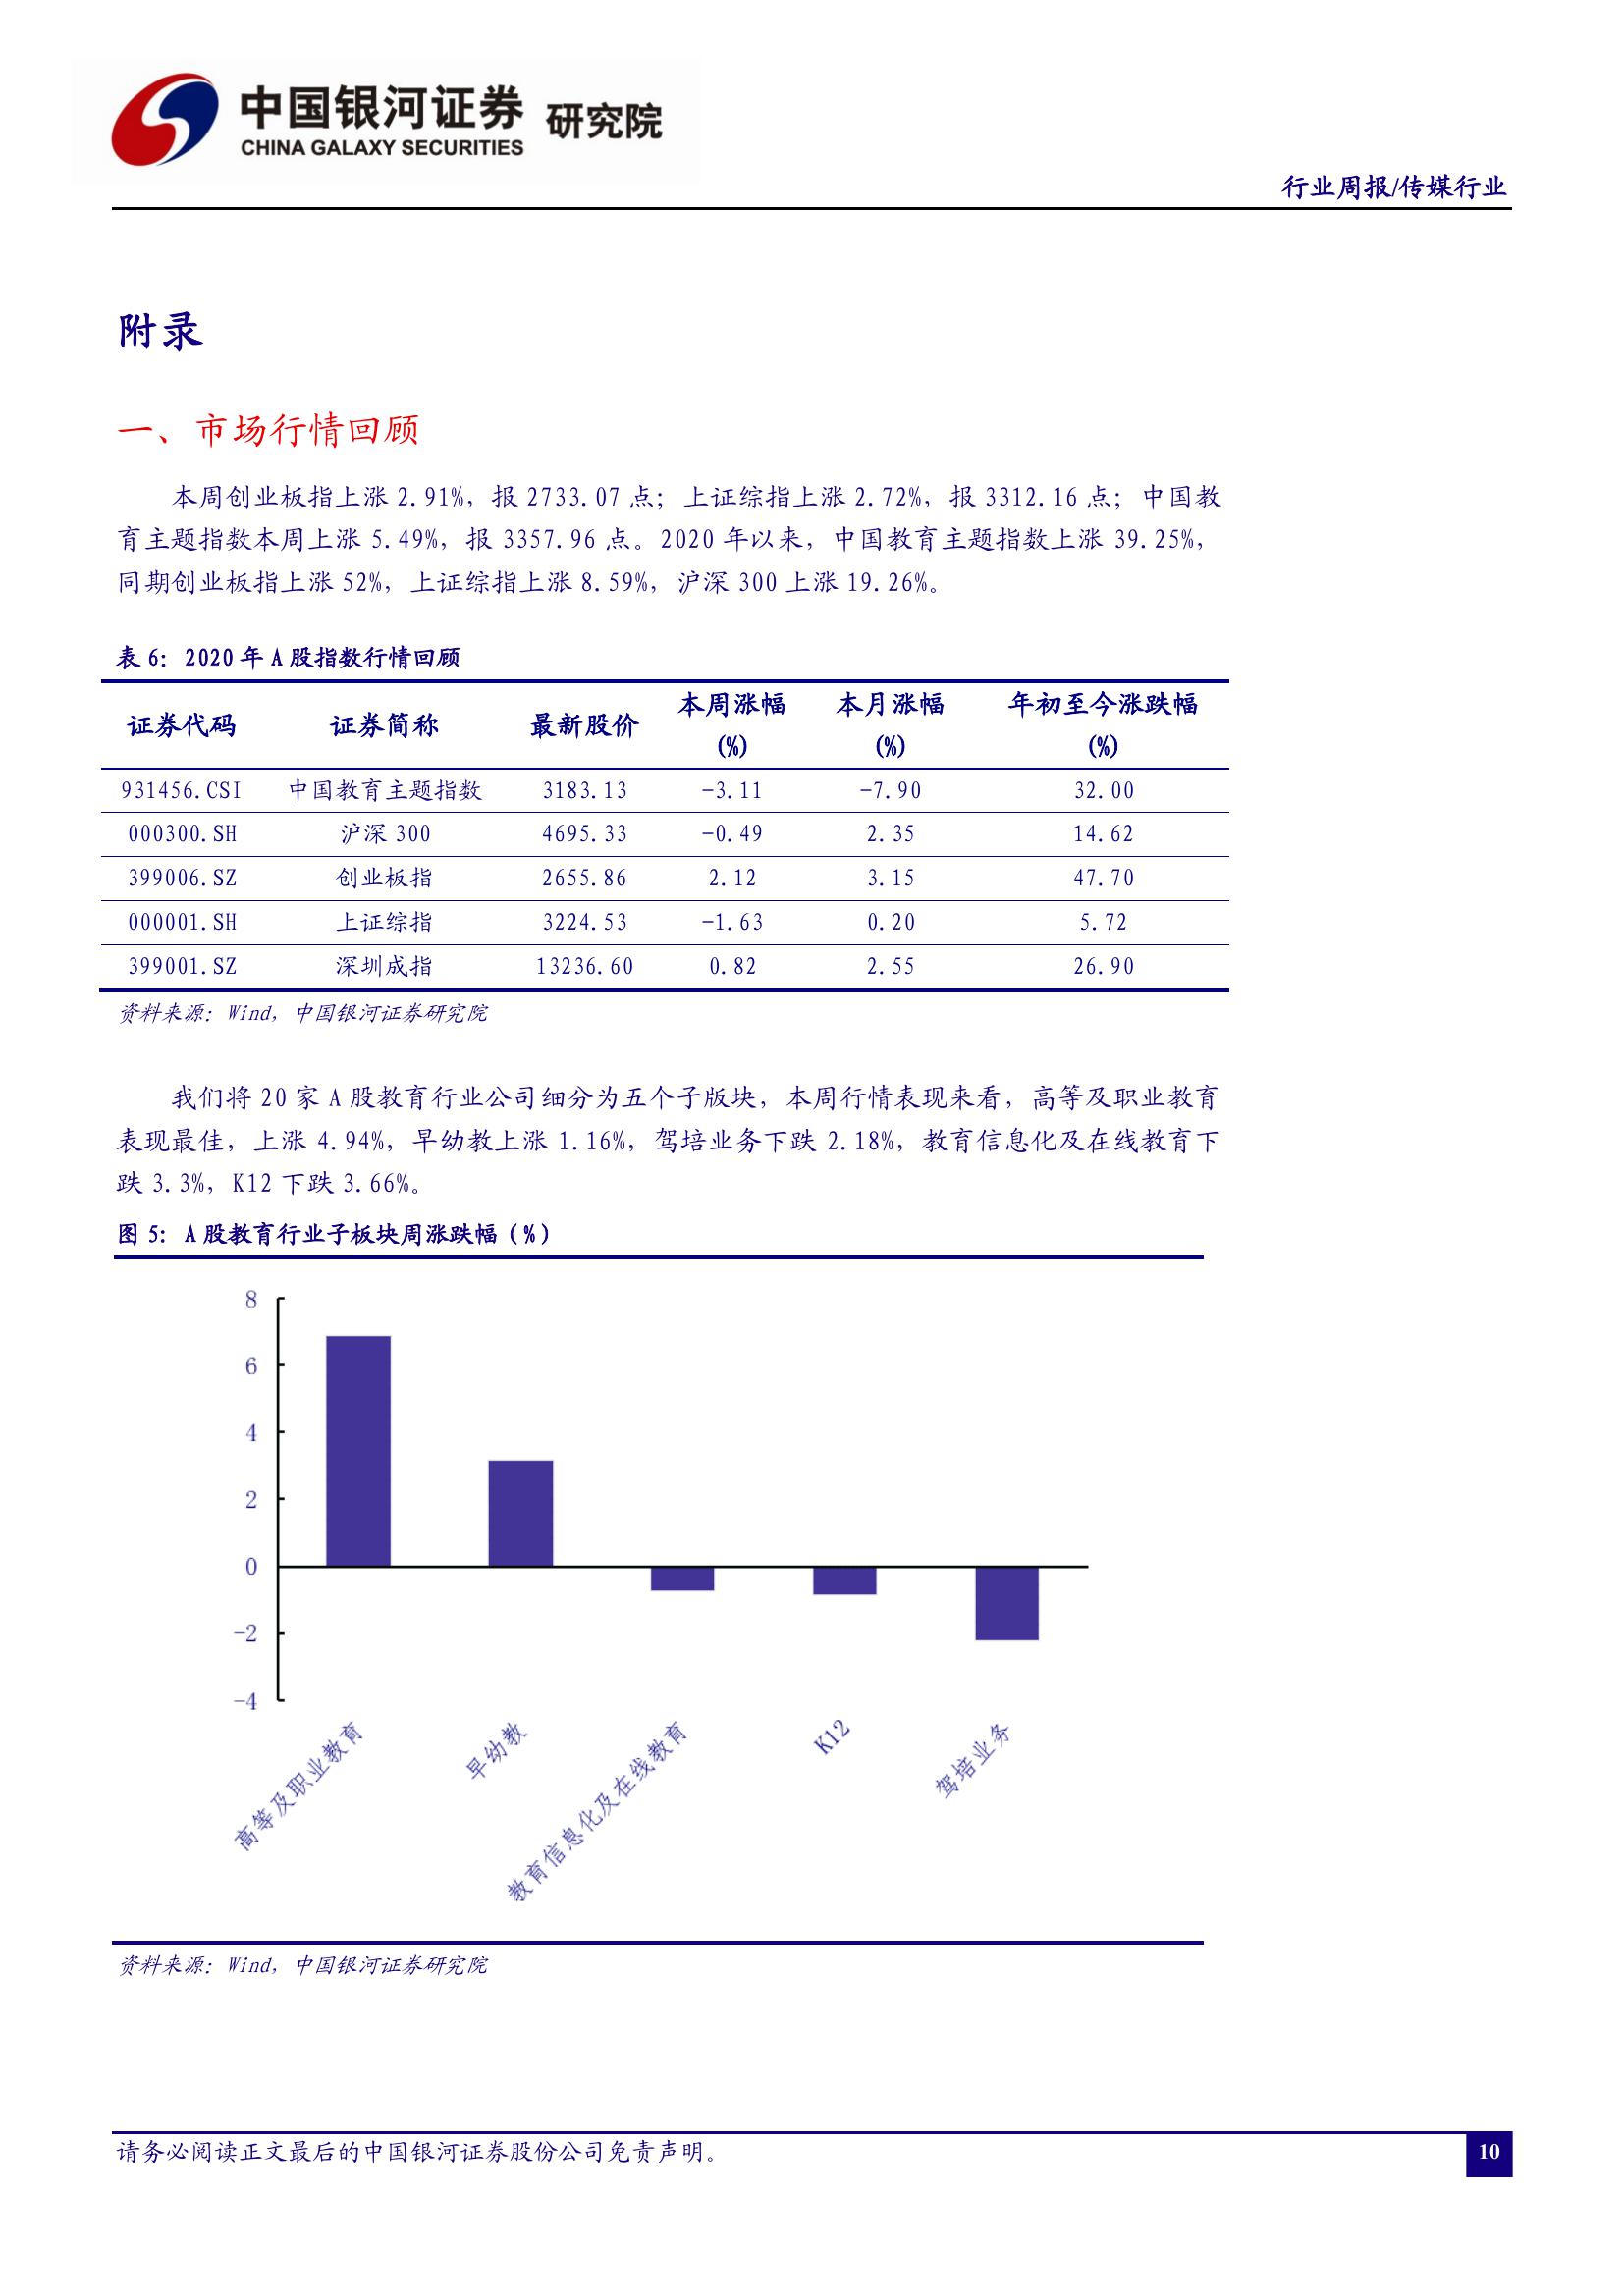 中国银河证券 研究院
CHINA GALAXY SECURITIES
行业周报/传媒行业
附录
一、市场行情回顾
本周创业板指上涨 2.91%，报 2733.07 点；上证综指上涨 2.72%，报 3312.16 点；中国教
育主题指数本周上涨 5.49%，报 3357.96 点。2020 年以来，中国教育主题指数上涨 39.25%，
同期创业板指上涨 52%，上证综指上涨 8.59%，沪深 300 上涨 19.26%。
表 6：2020 年 A 股指数行情回顾
证券代码 证券简称 最新股价 本周涨幅 (%) 本月涨幅 (%) 年初至今涨跌幅 (%)
931456.CSI 中国教育主题指数 3183.13 -3.11 -7.90 32.00
000300.SH 沪深 300 4695.33 -0.49 2.35 14.62
399006.SZ 创业板指 2655.86 2.12 3.15 47.70
000001.SH 上证综指 3224.53 -1.63 0.20 5.72
399001.SZ 深圳成指 13236.60 0.82 2.55 26.90
资料来源：Wind，中国银河证券研究院
我们将 20 家 A 股教育行业公司细分为五个子版块，本周行情表现来看，高等及职业教育
表现最佳，上涨 4.94%，早幼教上涨 1.16%，驾培业务下跌 2.18%，教育信息化及在线教育下
跌 3.3%，K12 下跌 3.66%。
图 5：A 股教育行业子板块周涨跌幅（%）
8
6
4
2
0
-2
-4
高等及职业教育
早幼教
教育信息化及在线教育
K12
驾培业务
资料来源：Wind，中国银河证券研究院
请务必阅读正文最后的中国银河证券股份公司免责声明。
10